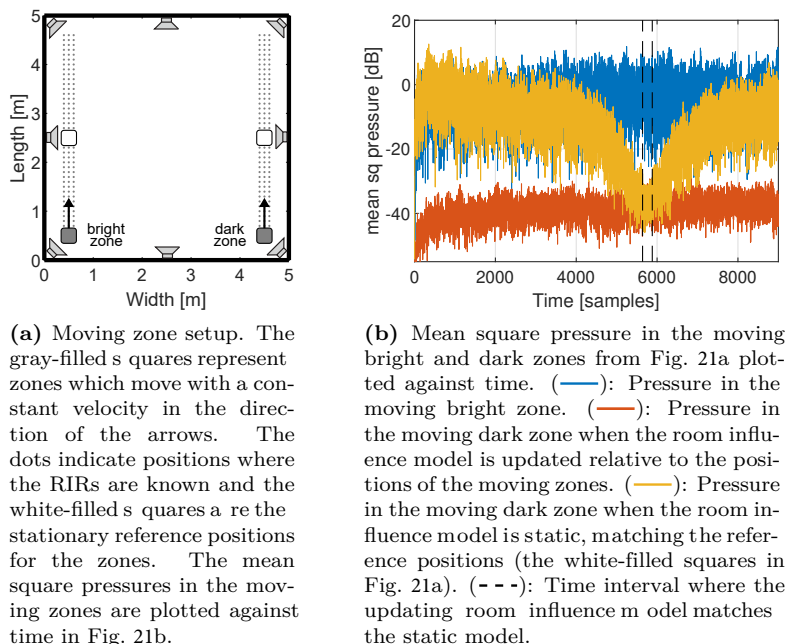 5
4
3
2
1
0
Length [m]
bright
zone
dark
zone
0
1
2
3
4
5
Width [m]
20
0
-20
-40
mean sq pressure [dB]
0
2000
4000
6000
8000
Time [samples]
(a) Moving zone setup. The
gray-filled s quares represent
zones which move with a con-
stant velocity in the direc-
tion of the arrows. The
dots indicate positions where
the RIRs are known and the
white-filled s quares a re the
stationary reference positions
for the zones. The mean
square pressures in the mov-
ing zones are plotted against
time in Fig. 21b.
(b) Mean square pressure in the moving
bright and dark zones from Fig. 21a plot-
ted against time. (——): Pressure in the
moving bright zone. (——): Pressure in
the moving dark zone when the room influ-
ence model is updated relative to the posi-
tions of the moving zones. (——): Pressure
in the moving dark zone when the room in-
fluence model is static, matching the refer-
ence positions (the white-filled squares in
Fig. 21a). (- - -): Time interval where the
updating room influence m odel matches
the static model.